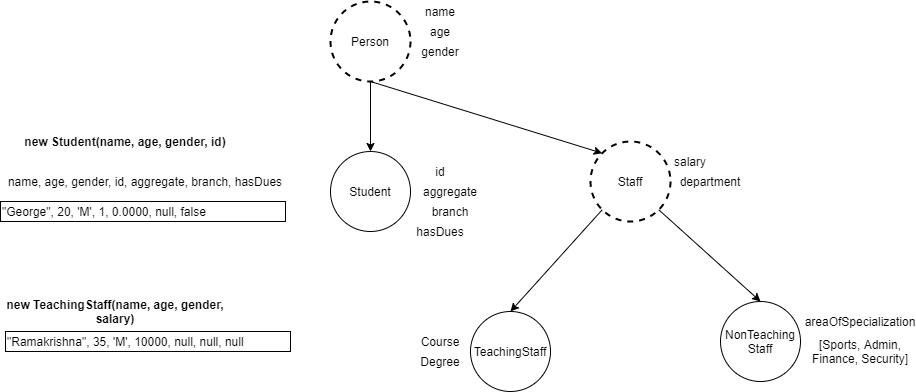 name
Person
age
gender
new Student(name, age, gender, id)
name, age, gender, id, aggregate, branch, hasDues
"George", 20, 'M', 1, 0.0000, null, false
Student
id
aggregate
branch
hasDues
Staff
salary
department
new TeachingStaff(name, age, gender,
salary)
"Ramakrishna", 35, 'M', 10000, null, null, null
Course
Degree
TeachingStaff
NonTeaching
Staff
areaOfSpecialization
[Sports, Admin,
Finance, Security]